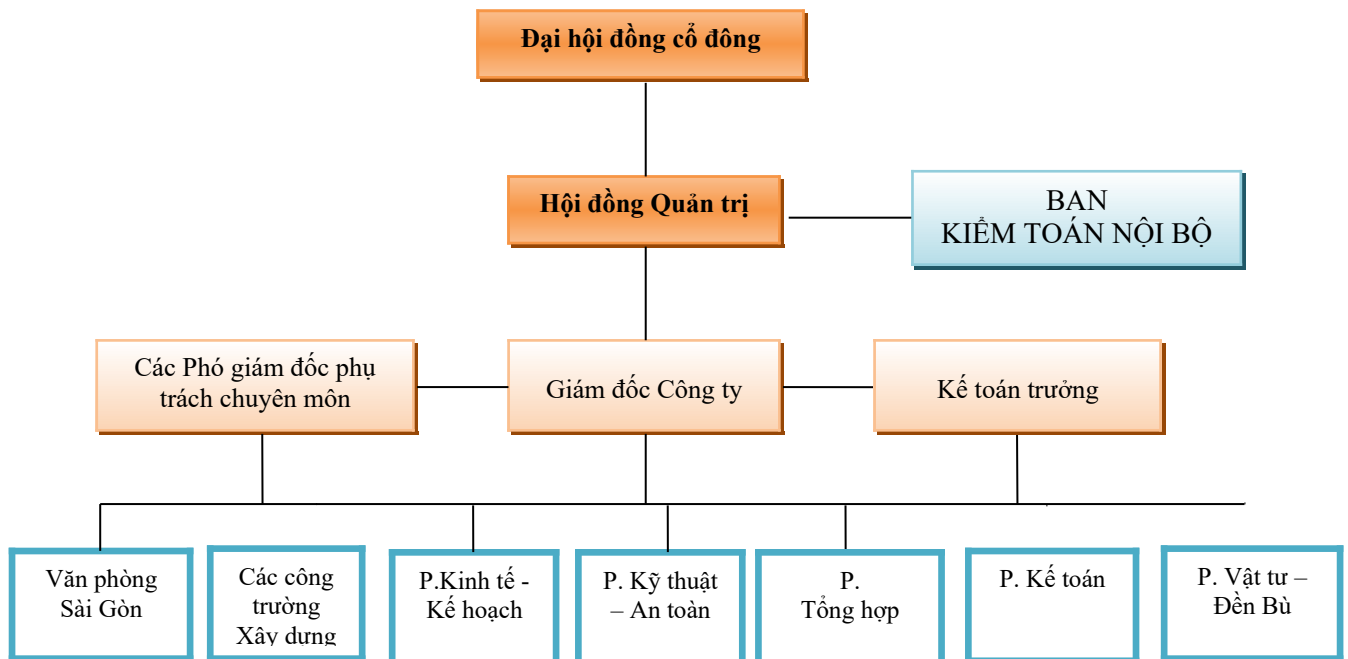 Đại hội đồng cổ đông
Hội đồng Quản trị
BAN
KIỂM TOÁN NỘI BỘ
Các Phó giám đốc phụ
trách chuyên môn
Giám đốc Công ty
Kế toán trưởng
Văn phòng
Sài Gòn
Các công
trường
Xây dựng
P.Kinh tế -
Kế hoạch
P. Kỹ thuật
– An toàn
P.
Tổng hợp
P. Kế toán
P. Vật tư –
Đền Bù